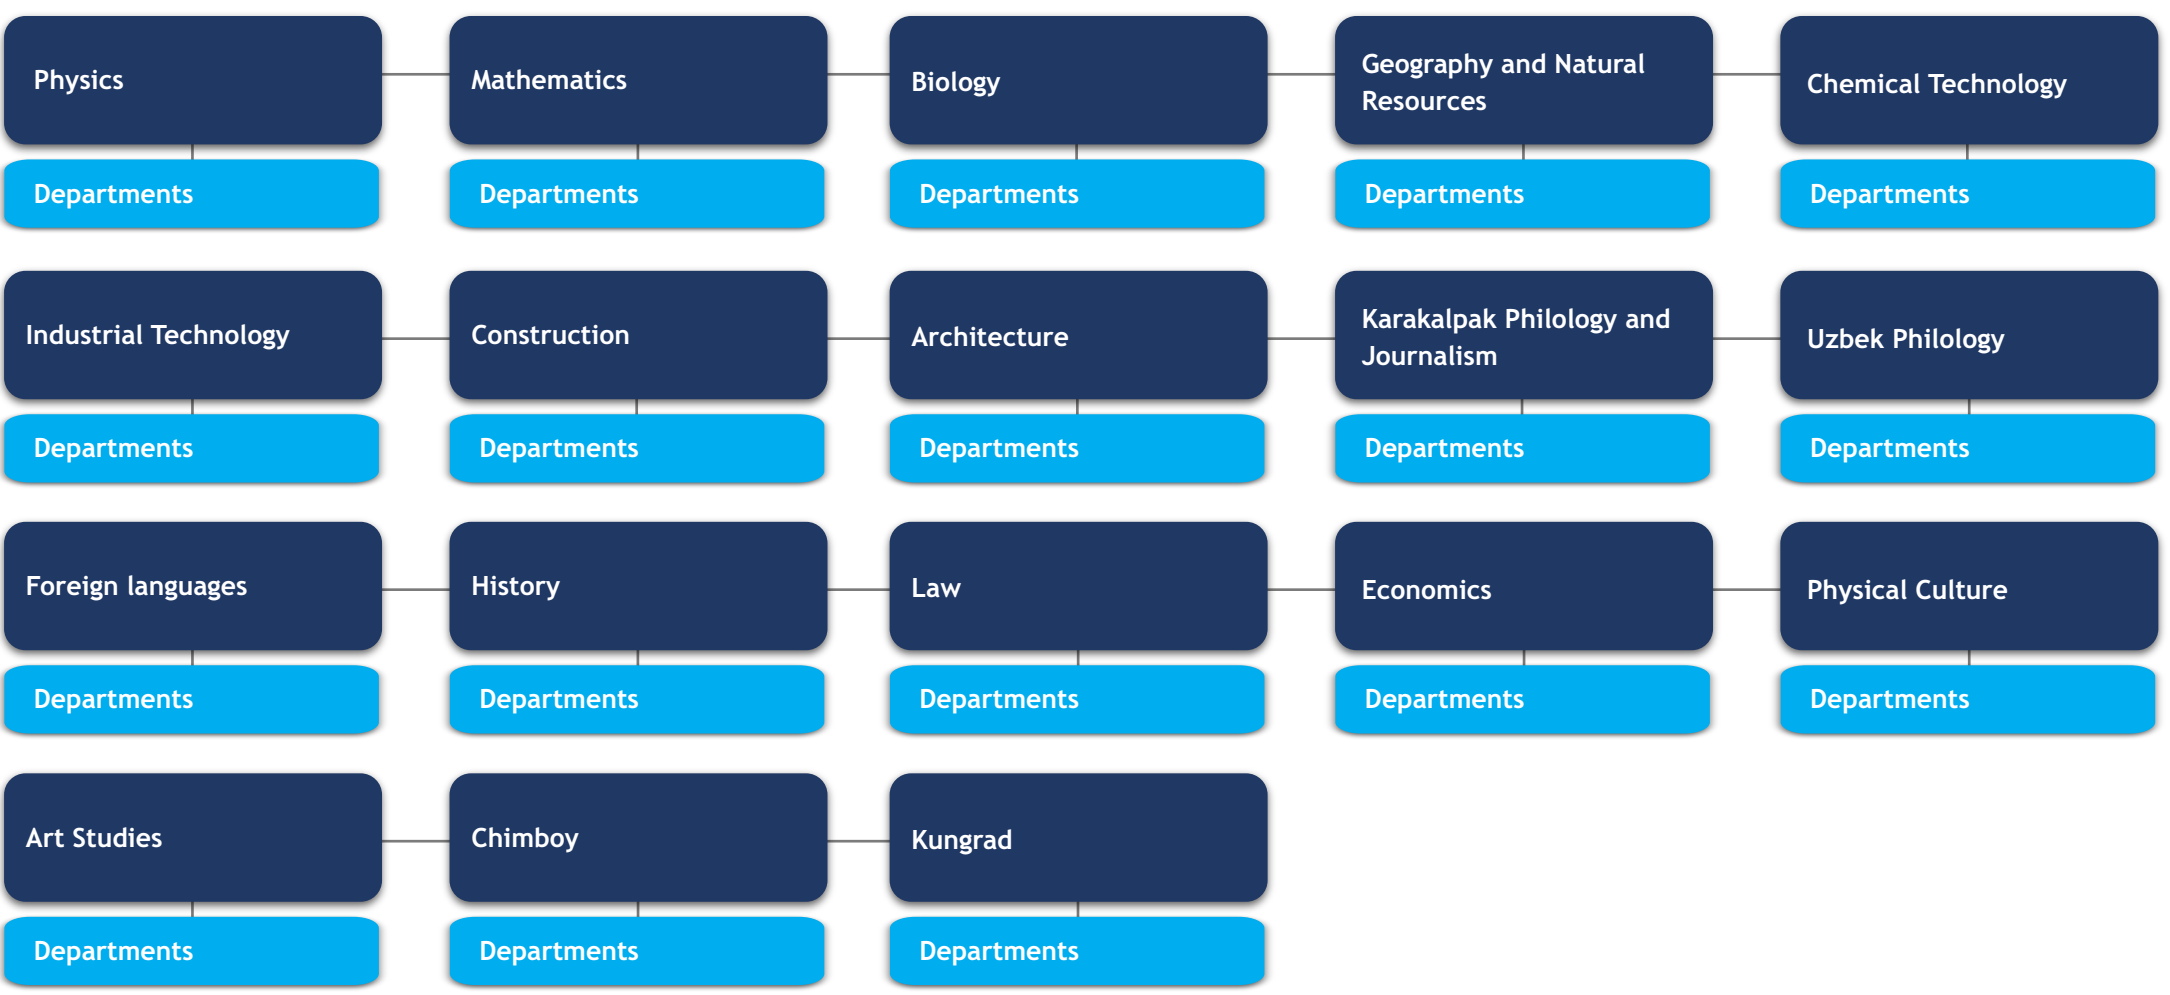 Physics
Mathematics
Biology
Geography and Natural
Resources
Chemical Technology
Departments
Departments
Departments
Departments
Departments
Industrial Technology
Construction
Architecture
Karakalpak Philology and
Journalism
Uzbek Philology
Departments
Departments
Departments
Departments
Departments
Foreign languages
History
Law
Economics
Physical Culture
Departments
Departments
Departments
Departments
Departments
Art Studies
Chimboy
Kungrad
Departments
Departments
Departments